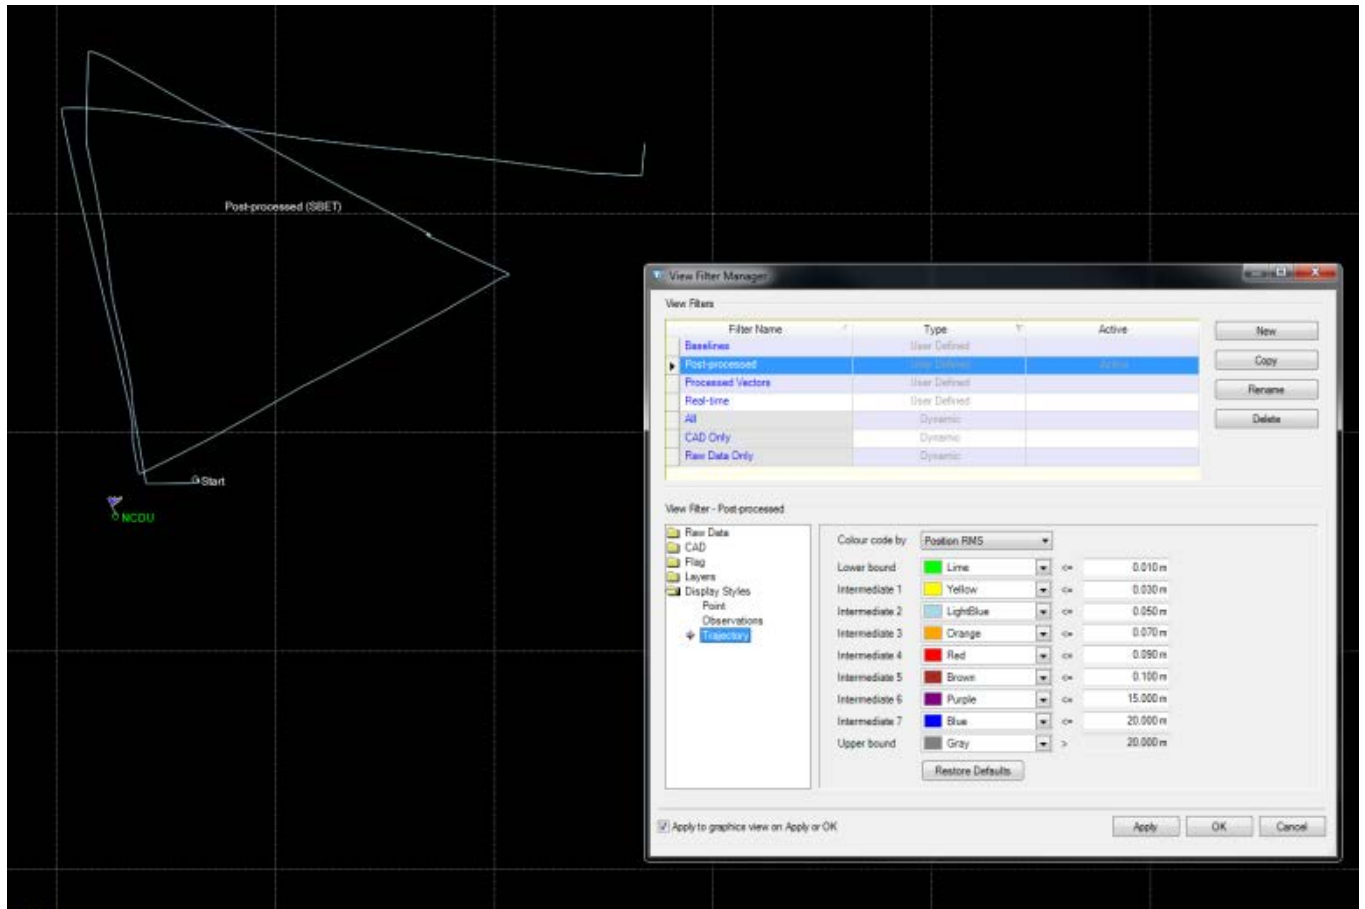 Post-processed (SBET)
Start
NCDU
View Filter Manager
View Filters
Filter Name Type Active
Baselines User Defined
Post-processed User Defined Active
Processed Vectors User Defined
Real-time User Defined
All Dynamic
CAD Only Dynamic
Raw Data Only Dynamic
New
Copy
Rename
Delete
View Filter - Post-processed
Raw Data
CAD
Flag
Layers
Display Styles
Point
Observations
Trajectory
Colour code by Position RMS
Lower bound Lime <= 0.010 m
Intermediate 1 Yellow <= 0.030 m
Intermediate 2 LightBlue <= 0.050 m
Intermediate 3 Orange <= 0.070 m
Intermediate 4 Red <= 0.090 m
Intermediate 5 Brown <= 0.100 m
Intermediate 6 Purple <= 15.000 m
Intermediate 7 Blue <= 20.000 m
Upper bound Gray > 20.000 m
Restore Defaults
Apply to graphics view on Apply or OK
Apply OK Cancel